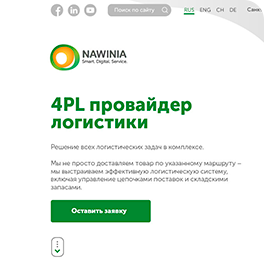 Поиск по сайту
RUS ENG CH DE Санк
NAWINIA
Smart. Digital. Service.
4PL провайдер
логистики
Решение всех логистических задач в комплексе.
Мы не просто доставляем товар по указанному маршруту –
мы выстраиваем эффективную логистическую систему,
включая управление цепочками поставок и складскими
запасами.
Оставить заявку